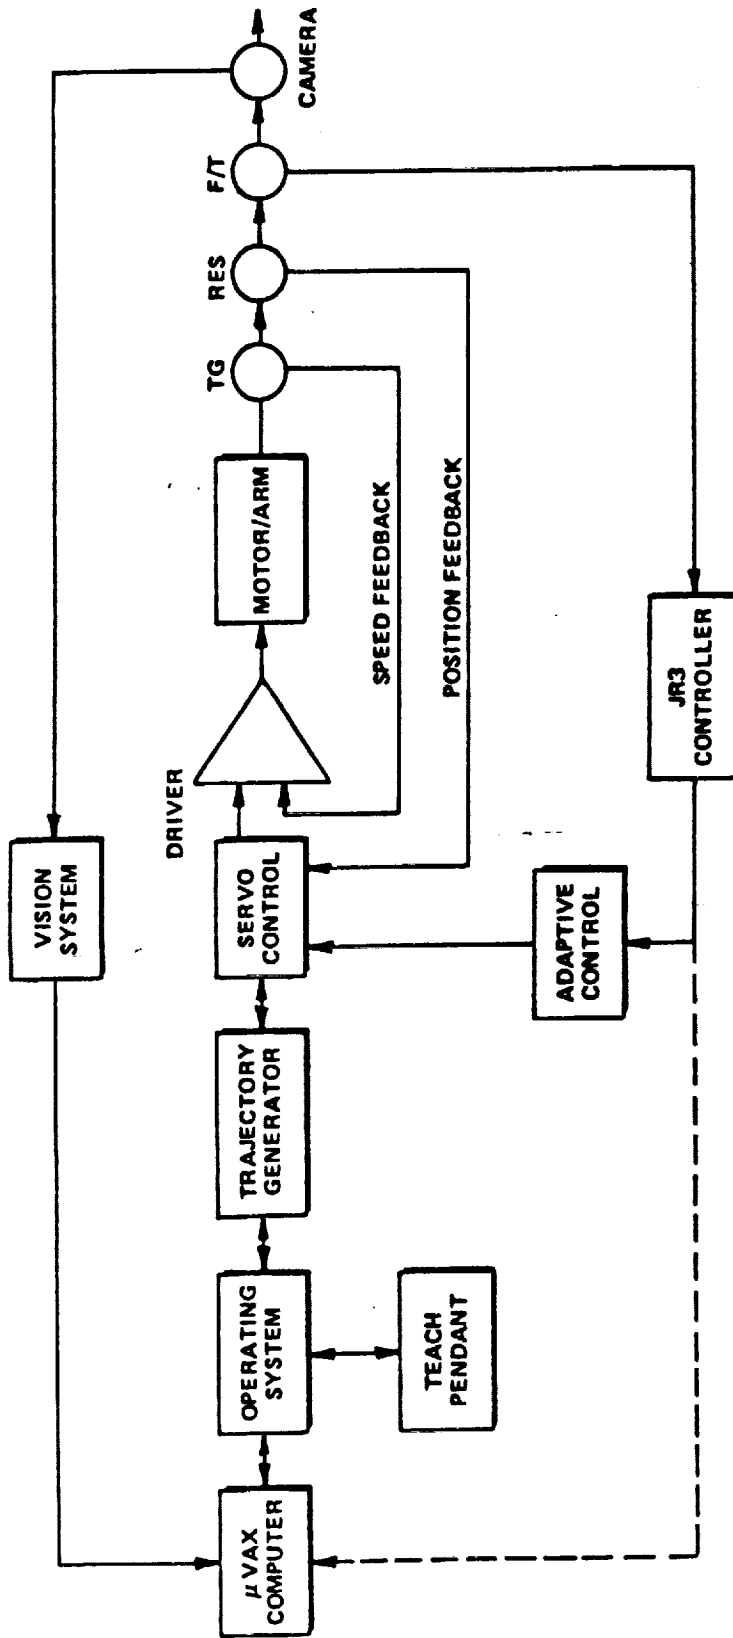 VISION
SYSTEM
μVAX
COMPUTER
OPERATING
SYSTEM
TEACH
PENDANT
TRAJECTORY
GENERATOR
SERVO
CONTROL
DRIVER
MOTOR/ARM
TG
RES
F/T
CAMERA
SPEED FEEDBACK
POSITION FEEDBACK
ADAPTIVE
CONTROL
JR3
CONTROLLER